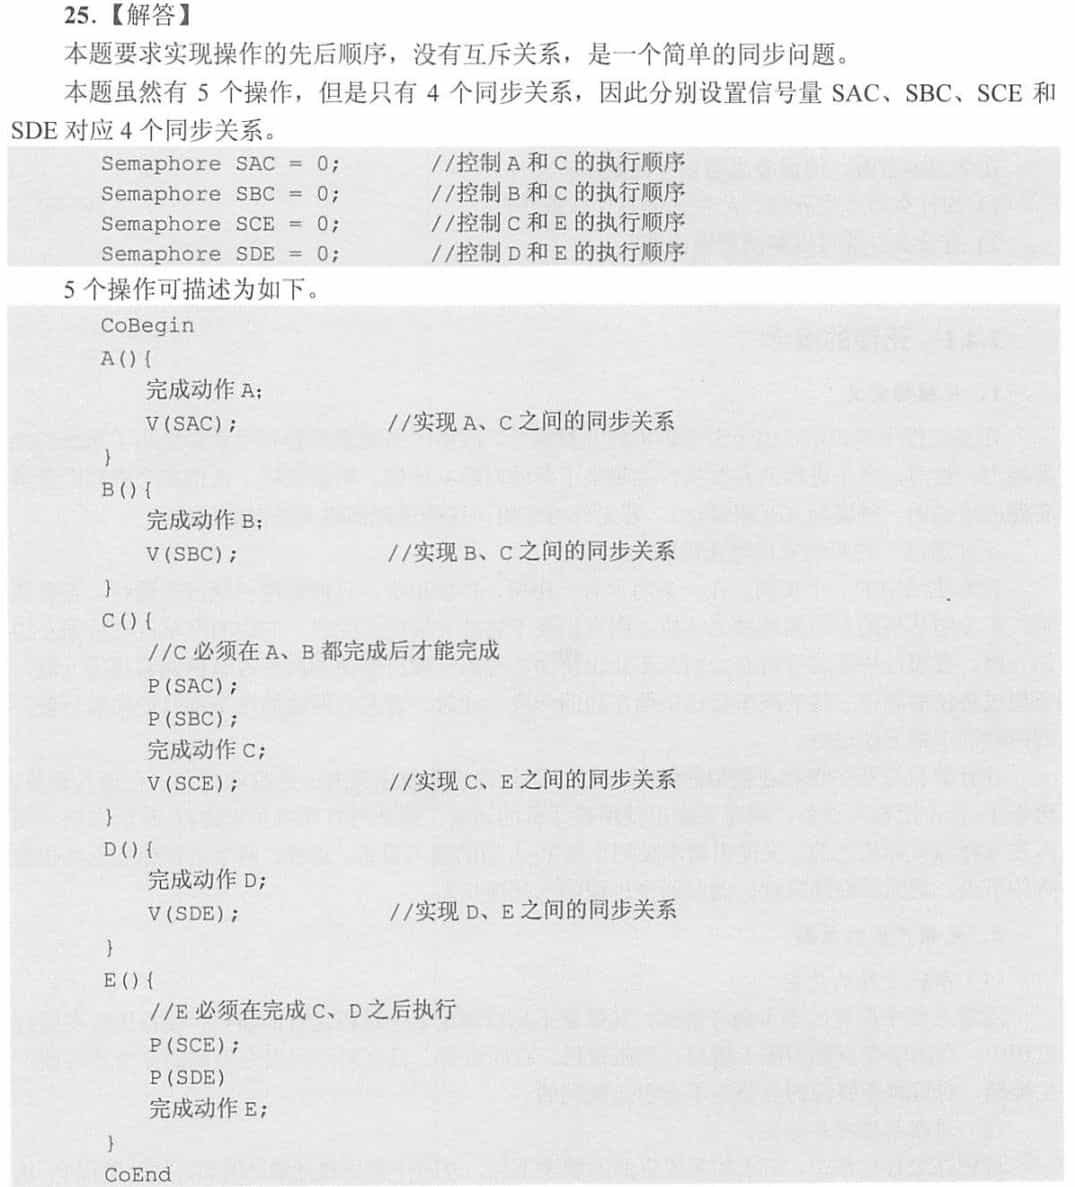 25.【解答】
本题要求实现操作的先后顺序，没有互斥关系，是一个简单的同步问题。
本题虽然有 5 个操作，但是只有 4 个同步关系，因此分别设置信号量 SAC、SBC、SCE 和
SDE 对应 4 个同步关系。
Semaphore SAC = 0; //控制 A 和 C 的执行顺序
Semaphore SBC = 0; //控制 B 和 C 的执行顺序
Semaphore SCE = 0; //控制 C 和 E 的执行顺序
Semaphore SDE = 0; //控制 D 和 E 的执行顺序
5 个操作可描述为如下。
CoBegin
A(){
完成动作 A;
V(SAC); //实现 A、C 之间的同步关系
}
B(){
完成动作 B;
V(SBC); //实现 B、C 之间的同步关系
}
C(){
//C 必须在 A、B 都完成后才能完成
P(SAC);
P(SBC);
完成动作 C;
V(SCE); //实现 C、E 之间的同步关系
}
D(){
完成动作 D;
V(SDE); //实现 D、E 之间的同步关系
}
E(){
//E 必须在完成 C、D 之后执行
P(SCE);
P(SDE)
完成动作 E;
}
CoEnd